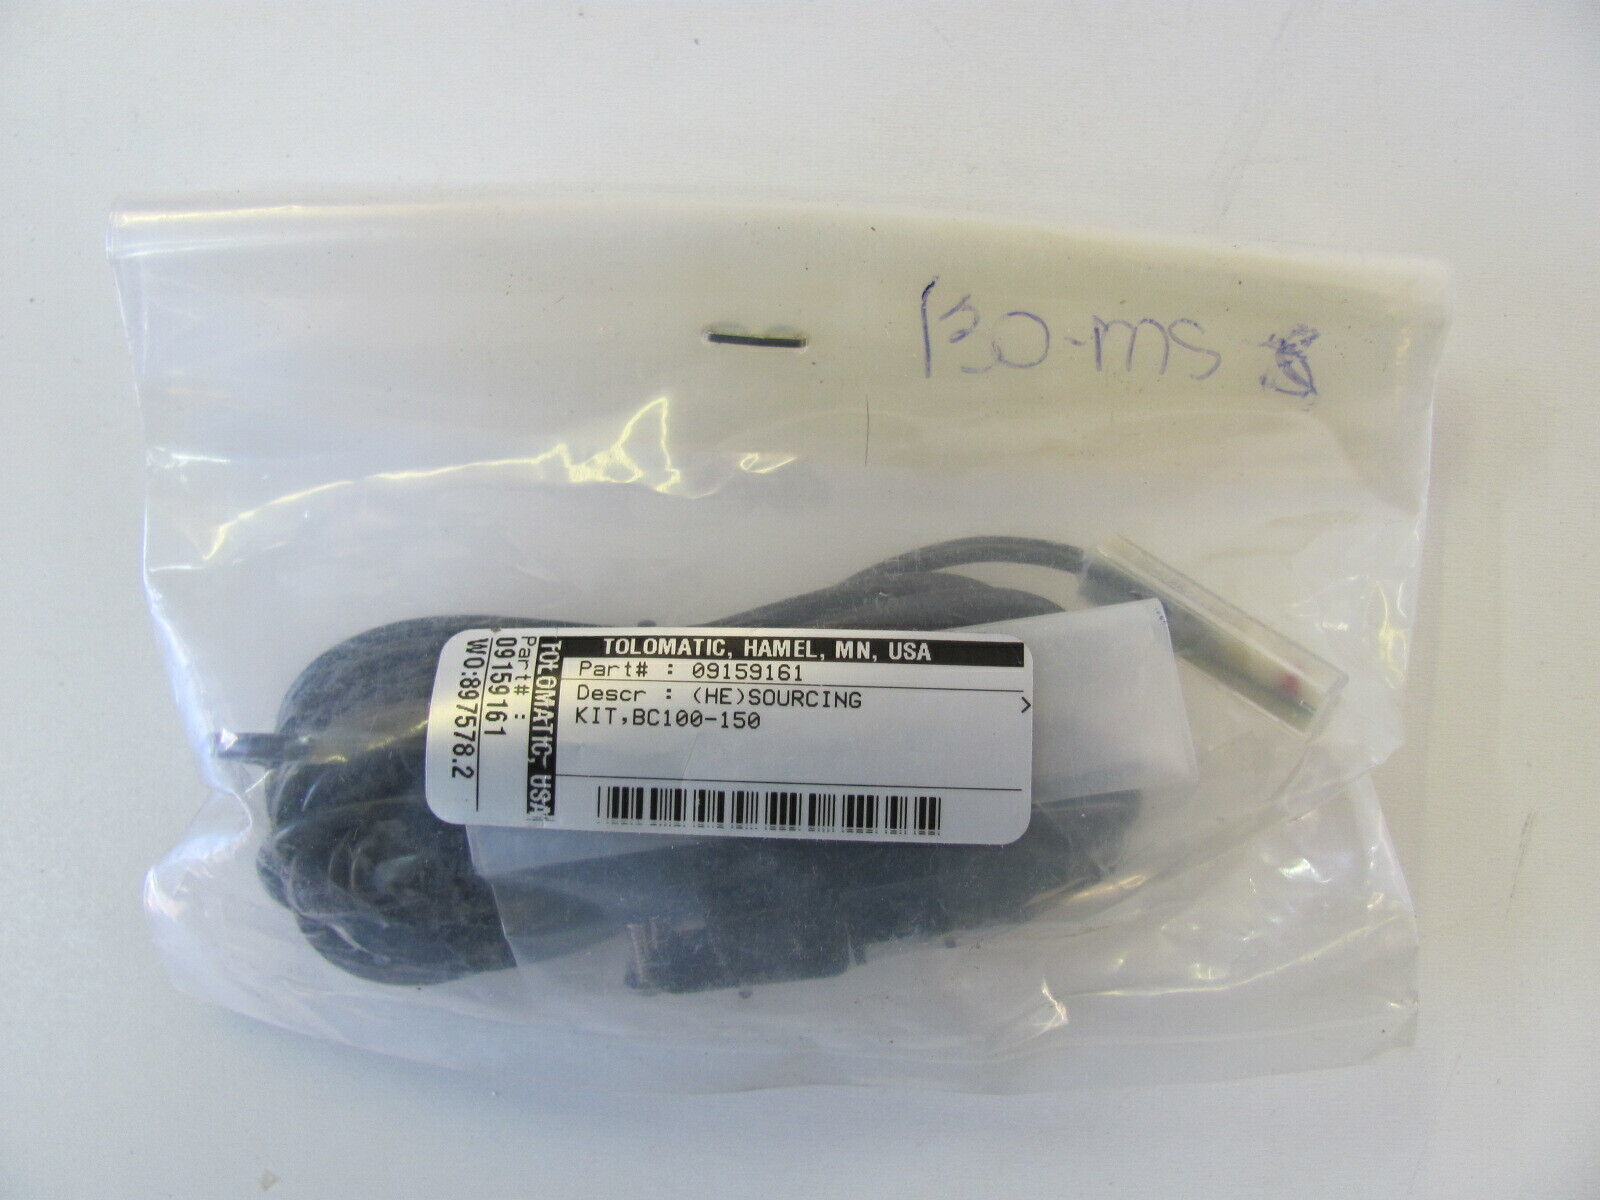 130-ms
TOLOMATIC, HAMEL, MN, USA
Part# : 09159161
Descr : (HE)SOURCING
KIT,BC100-150
>
TOLOMATIC, USA
Part# :
09159161
WO:897578.2